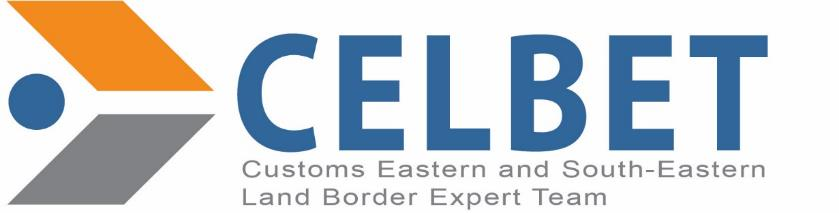 CELBET
Customs Eastern and South-Eastern
Land Border Expert Team